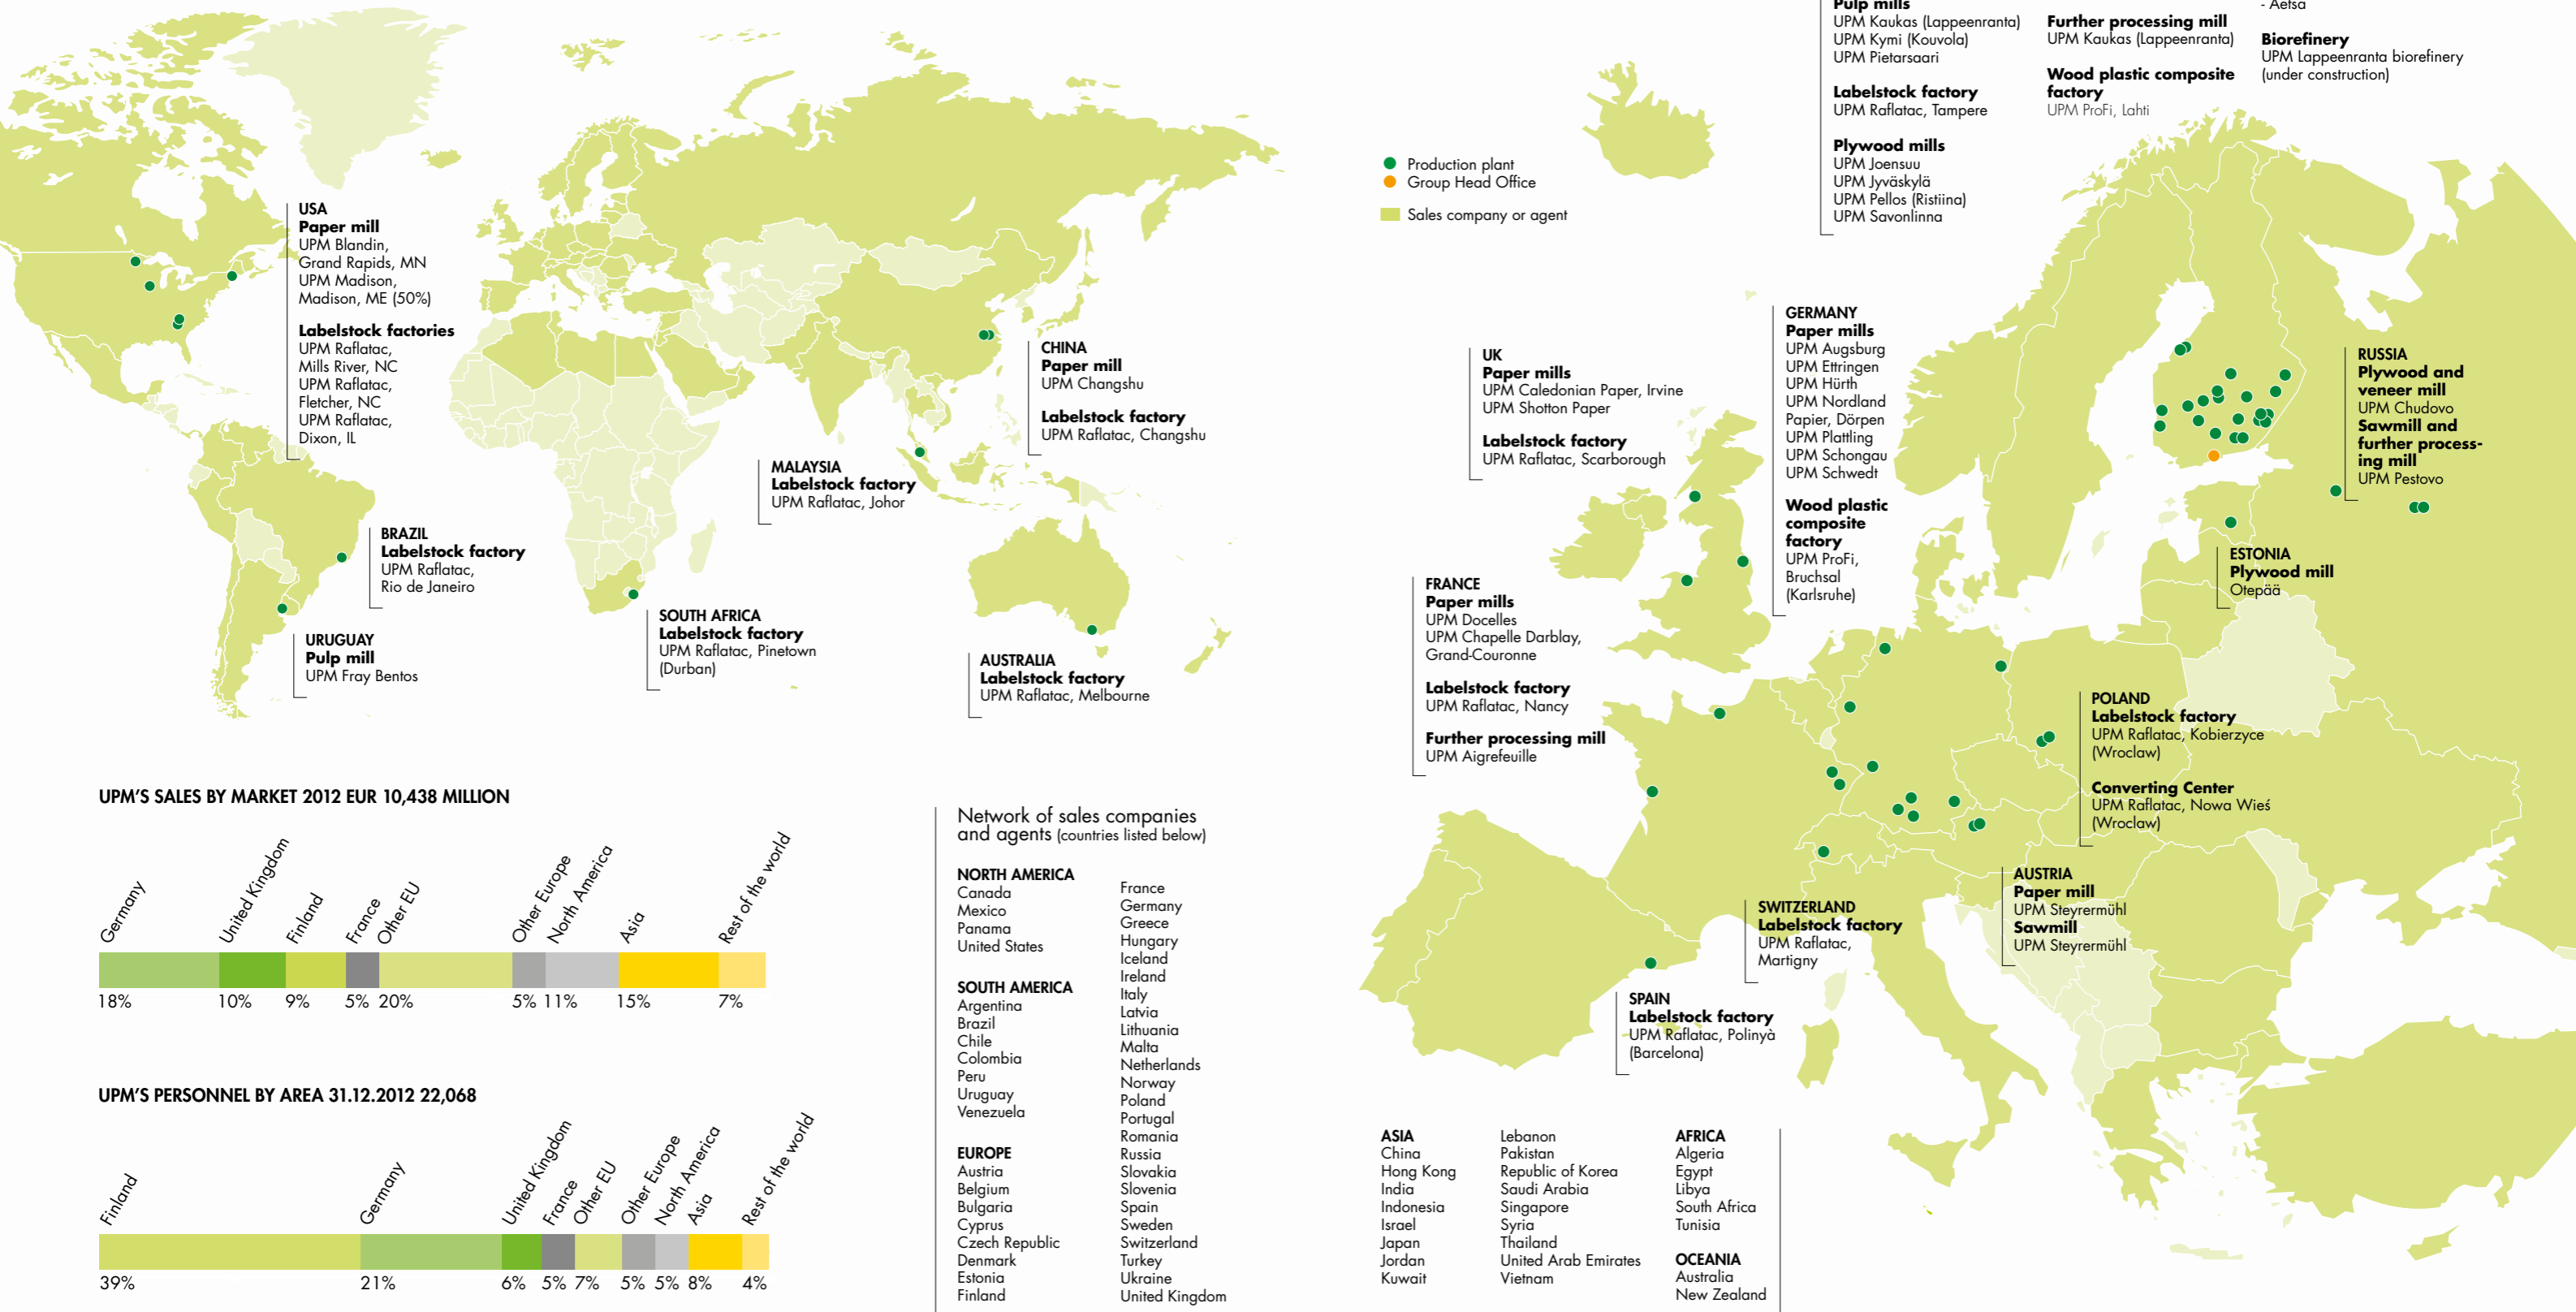 Pulp mills
UPM Kaukas (Lappeenranta)
UPM Kymi (Kouvola)
UPM Pietarsaari
Labelstock factory
UPM Raflatac, Tampere
Plywood mills
UPM Joensuu
UPM Jyväskylä
UPM Pellos (Ristiina)
UPM Savonlinna
Further processing mill
UPM Kaukas (Lappeenranta)
Wood plastic composite
factory
UPM ProFi, Lahti
- Aetsa
Biorefinery
UPM Lappeenranta biorefinery
(under construction)
Production plant
Group Head Office
Sales company or agent
USA
Paper mill
UPM Blandin,
Grand Rapids, MN
UPM Madison,
Madison, ME (50%)
Labelstock factories
UPM Raflatac,
Mills River, NC
UPM Raflatac,
Fletcher, NC
UPM Raflatac,
Dixon, IL
CHINA
Paper mill
UPM Changshu
Labelstock factory
UPM Raflatac, Changshu
MALAYSIA
Labelstock factory
UPM Raflatac, Johor
BRAZIL
Labelstock factory
UPM Raflatac,
Rio de Janeiro
URUGUAY
Pulp mill
UPM Fray Bentos
SOUTH AFRICA
Labelstock factory
UPM Raflatac, Pinetown
(Durban)
AUSTRALIA
Labelstock factory
UPM Raflatac, Melbourne
UK
Paper mills
UPM Caledonian Paper, Irvine
UPM Shotton Paper
Labelstock factory
UPM Raflatac, Scarborough
GERMANY
Paper mills
UPM Augsburg
UPM Ettringen
UPM Hürth
UPM Nordland
Papier, Dörpen
UPM Plattling
UPM Schongau
UPM Schwedt
Wood plastic
composite
factory
UPM ProFi,
Bruchsal
(Karlsruhe)
RUSSIA
Plywood and
veneer mill
UPM Chudovo
Sawmill and
further process-
ing mill
UPM Pestovo
ESTONIA
Plywood mill
Otepää
FRANCE
Paper mills
UPM Docelles
UPM Chapelle Darblay,
Grand-Couronne
Labelstock factory
UPM Raflatac, Nancy
Further processing mill
UPM Aigrefeuille
POLAND
Labelstock factory
UPM Raflatac, Kobierzyce
(Wroclaw)
Converting Center
UPM Raflatac, Nowa Wieś
(Wroclaw)
AUSTRIA
Paper mill
UPM Steyrermühl
Sawmill
UPM Steyrermühl
SWITZERLAND
Labelstock factory
UPM Raflatac,
Martigny
SPAIN
Labelstock factory
UPM Raflatac, Polinyà
(Barcelona)
UPM'S SALES BY MARKET 2012 EUR 10,438 MILLION
Germany
United Kingdom
Finland
France
Other EU
Other Europe
North America
Asia
Rest of the world
18% 10% 9% 5% 20% 5% 11% 15% 7%
UPM'S PERSONNEL BY AREA 31.12.2012 22,068
Finland
Germany
United Kingdom
France
Other EU
Other Europe
North America
Asia
Rest of the world
39% 21% 6% 5% 7% 5% 5% 8% 4%
Network of sales companies
and agents (countries listed below)
NORTH AMERICA
Canada
Mexico
Panama
United States
SOUTH AMERICA
Argentina
Brazil
Chile
Colombia
Peru
Uruguay
Venezuela
EUROPE
Austria
Belgium
Bulgaria
Cyprus
Czech Republic
Denmark
Estonia
Finland
France
Germany
Greece
Hungary
Iceland
Ireland
Italy
Latvia
Lithuania
Malta
Netherlands
Norway
Poland
Portugal
Romania
Russia
Slovakia
Slovenia
Spain
Sweden
Switzerland
Turkey
Ukraine
United Kingdom
ASIA
China
Hong Kong
India
Indonesia
Israel
Japan
Jordan
Kuwait
Lebanon
Pakistan
Republic of Korea
Saudi Arabia
Singapore
Syria
Thailand
United Arab Emirates
Vietnam
AFRICA
Algeria
Egypt
Libya
South Africa
Tunisia
OCEANIA
Australia
New Zealand